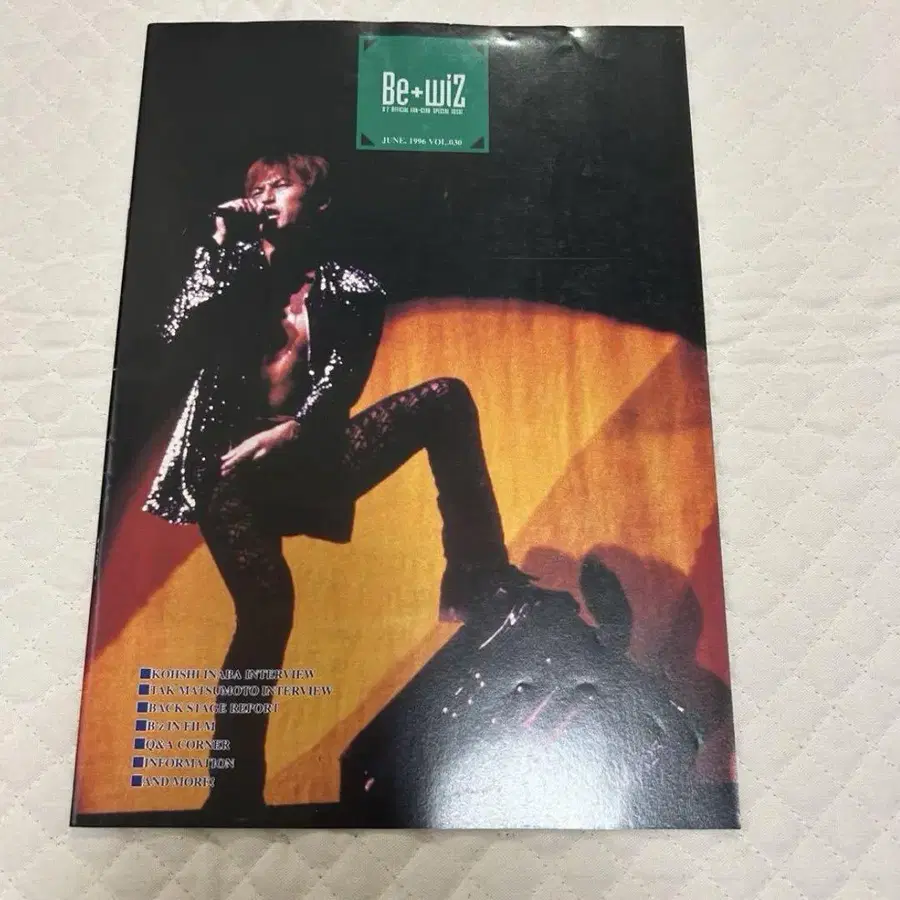 Be+wiZ
B'Z OFFICIAL FAN-CLUB SPECIAL ISSUE
JUNE. 1996 VOL.030
■KOHSHI INABA INTERVIEW
■TAK MATSUMOTO INTERVIEW
■BACK STAGE REPORT
■B'z IN FILM
■Q&A CORNER
■INFORMATION
■AND MORE!